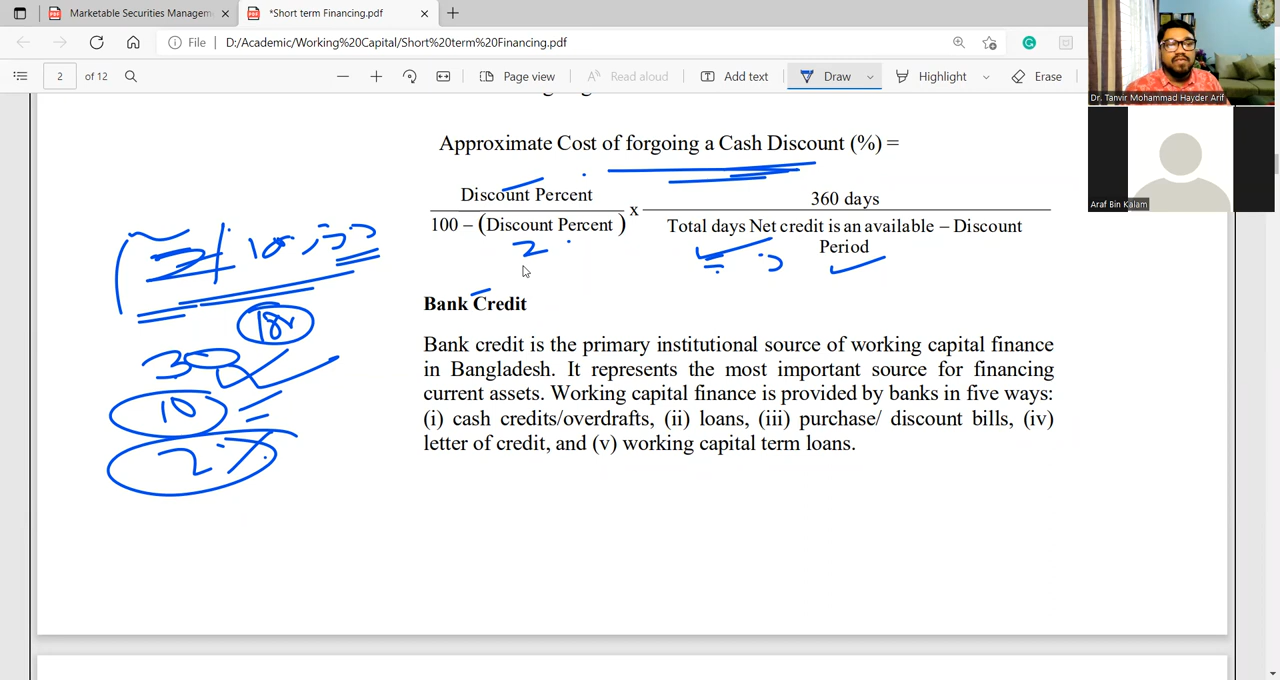 Marketable Securities Managem
*Short term Financing.pdf
File
D:/Academic/Working%20Capital/Short%20term%20Financing.pdf
2 of 12
Page view
Read aloud
Add text
Draw
Highlight
Erase
Dr. Tanvir Mohammad Hayder Arif
Araf Bin Kalam
Approximate Cost of forgoing a Cash Discount (%) =
Discount Percent
100 − (Discount Percent)
x
360 days
Total days Net credit is an available − Discount
Period
2
10
2%
Bank Credit
Bank credit is the primary institutional source of working capital finance
in Bangladesh. It represents the most important source for financing
current assets. Working capital finance is provided by banks in five ways:
(i) cash credits/overdrafts, (ii) loans, (iii) purchase/ discount bills, (iv)
letter of credit, and (v) working capital term loans.